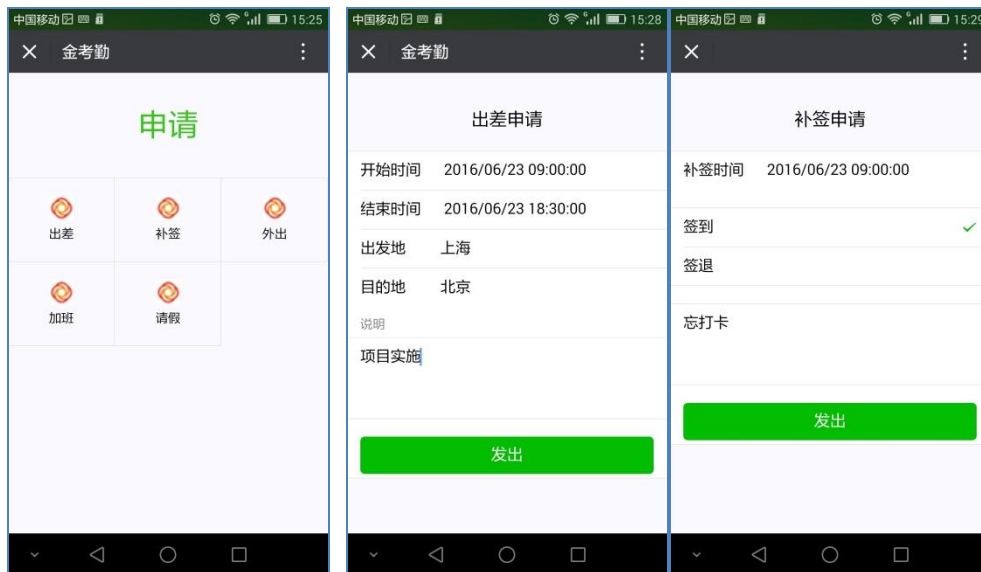 中国移动 15:25
金考勤
申请
出差 补签 外出
加班 请假
中国移动 15:28
金考勤
出差申请
开始时间 2016/06/23 09:00:00
结束时间 2016/06/23 18:30:00
出发地 上海
目的地 北京
说明
项目实施
发出
中国移动 15:29
补签申请
补签时间 2016/06/23 09:00:00
签到
签退
忘打卡
发出